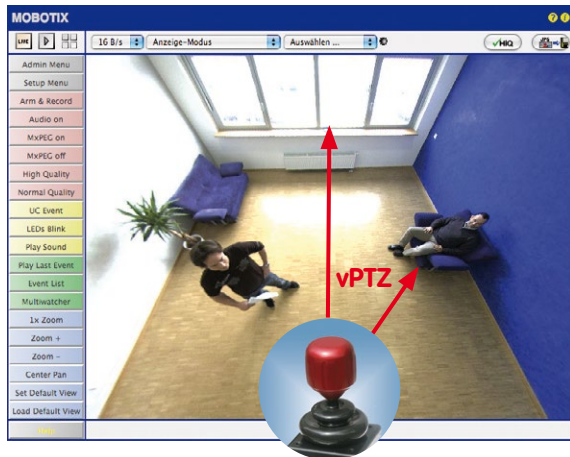 MOBOTIX
LIVE
16 B/s Anzeige-Modus Auswählen ...
HiQ
Admin Menu
Setup Menu
Arm & Record
Audio on
MxPEG on
MxPEG off
High Quality
Normal Quality
UC Event
LEDs Blink
Play Sound
Play Last Event
Event List
Multiwatcher
1x Zoom
Zoom +
Zoom -
Center Pan
Set Default View
Load Default View
Help
vPTZ